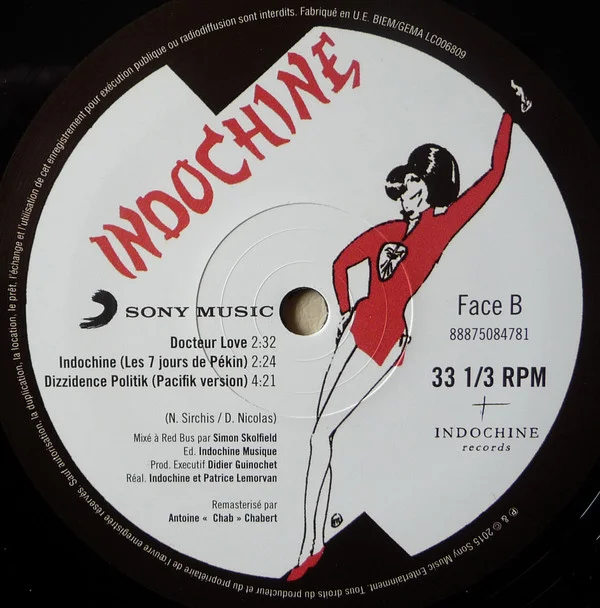 INDOCHINE
SONY MUSIC
Docteur Love 2:32
Indochine (Les 7 jours de Pékin) 2:24
Dizzidence Politik (Pacifik version) 4:21
(N. Sirchis / D. Nicolas)
Mixé à Red Bus par Simon Skolfield
Ed. Indochine Musique
Prod. Executif Didier Guinochet
Réal. Indochine et Patrice Lemorvan
Remasterisé par
Antoine « Chab » Chabert
Face B
88875084781
33 1/3 RPM
INDOCHINE
records
℗ & © 2015 Sony Music Entertainment. Tous droits du producteur et du propriétaire de l'œuvre enregistrée réservés. Sauf autorisation, la duplication, la location, le prêt, l'échange et l'utilisation de cet enregistrement pour exécution publique ou radiodiffusion sont interdits. Fabriqué en U.E. BIEM/GEMA LC006809